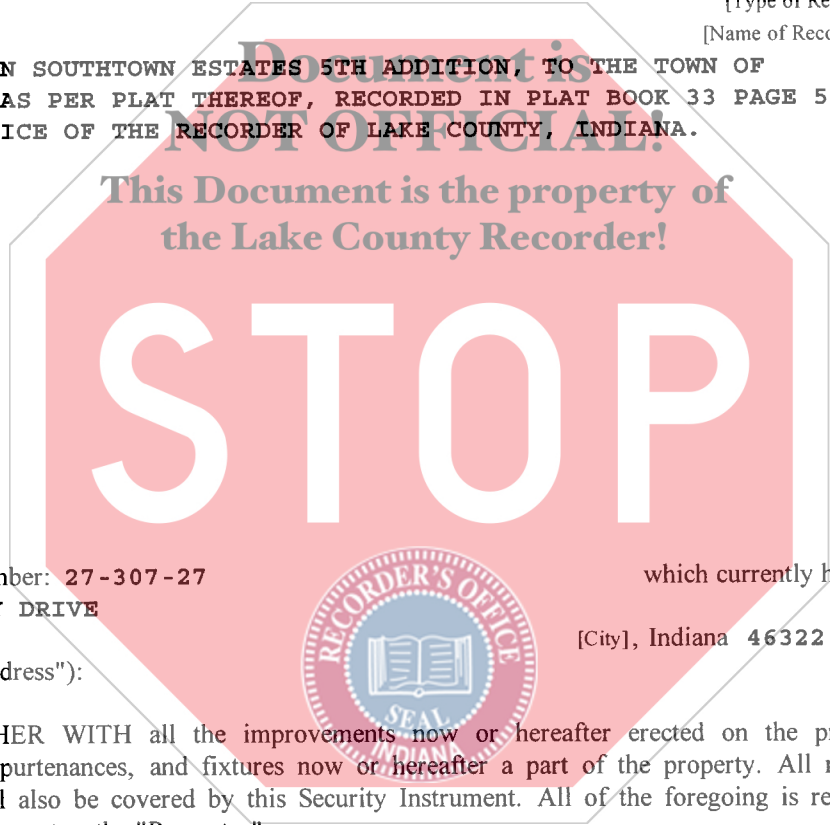 [Type of Re
[Name of Reco
Document is
N SOUTHTOWN ESTATES 5TH ADDITION, TO THE TOWN OF
AS PER PLAT THEREOF, RECORDED IN PLAT BOOK 33 PAGE 5
NOT OFFICIAL!
ICE OF THE RECORDER OF LAKE COUNTY, INDIANA.
This Document is the property of
the Lake County Recorder!
STOP
nber: 27-307-27 which currently h
DRIVE
RECORDER'S OFFICE
[City], Indiana 46322
dress"):
SEAL
INDIANA
HER WITH all the improvements now or hereafter erected on the pr
purtenances, and fixtures now or hereafter a part of the property. All r
l also be covered by this Security Instrument. All of the foregoing is re